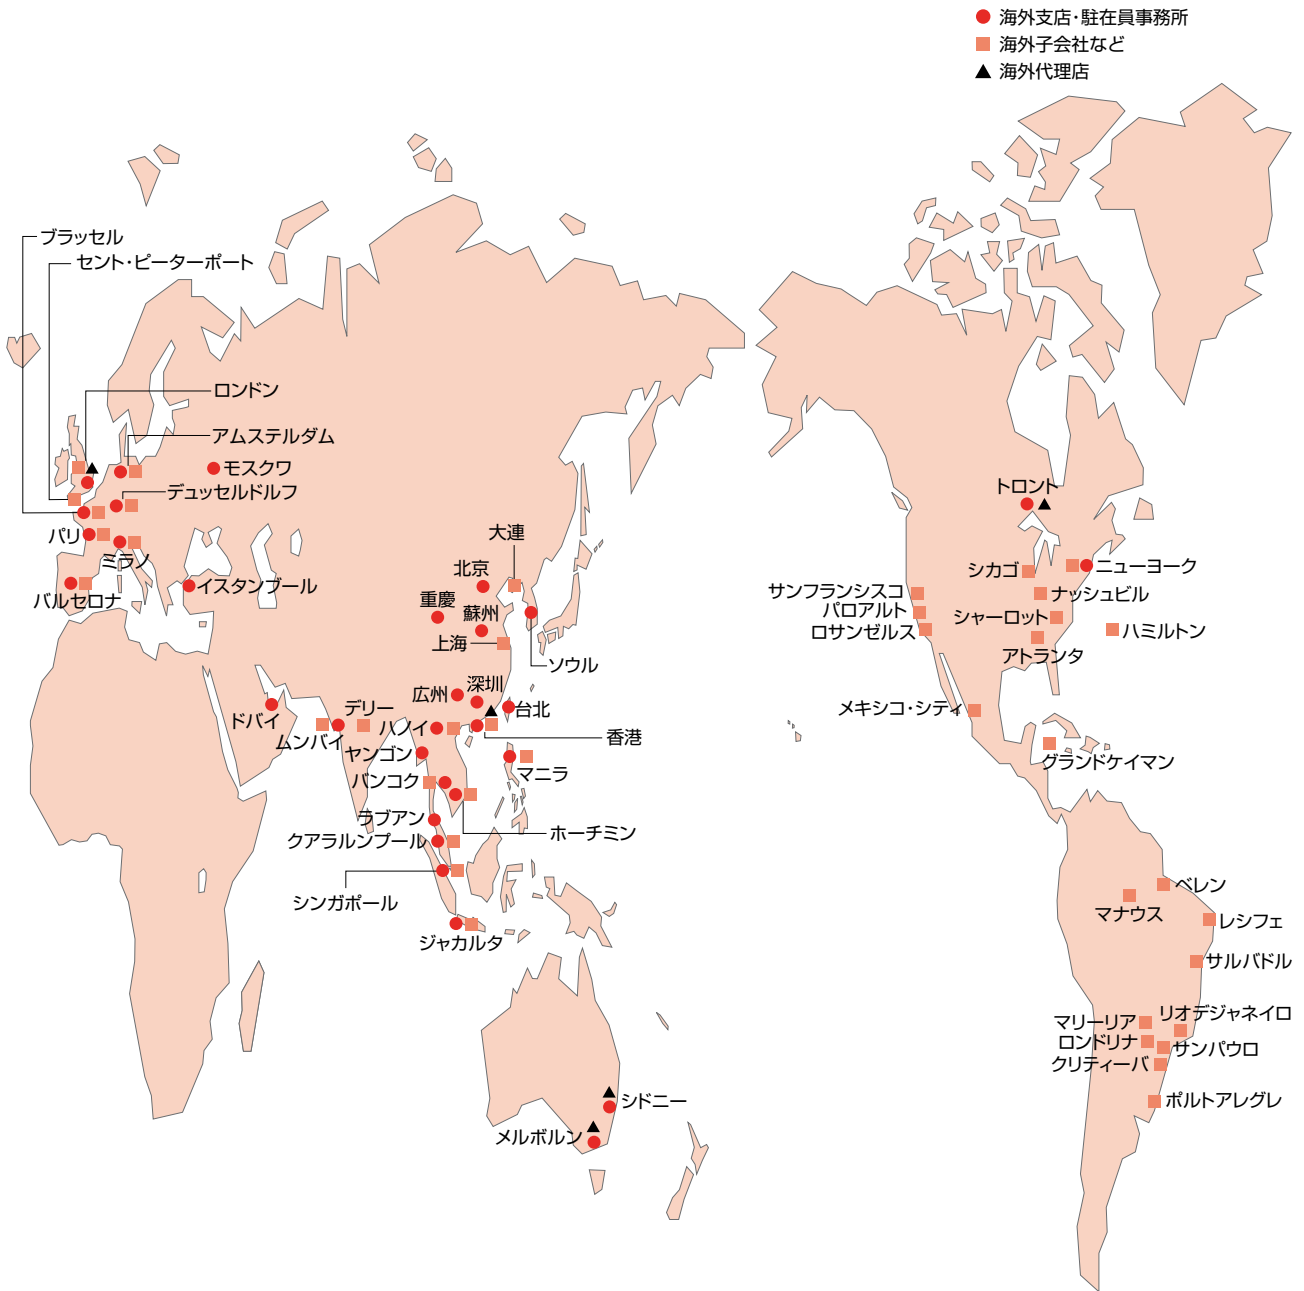 海外支店・駐在員事務所
海外子会社など
海外代理店
ブラッセル
セント・ピーターポート
ロンドン
アムステルダム
モスクワ
デュッセルドルフ
パリ
ミラノ
バルセロナ
イスタンブール
大連
北京
重慶
蘇州
上海
ソウル
広州
深圳
台北
香港
ドバイ
デリー
ムンバイ
ハノイ
ヤンゴン
マニラ
バンコク
ラブアン
ホーチミン
クアラルンプール
シンガポール
ジャカルタ
シドニー
メルボルン
トロント
シカゴ
ニューヨーク
サンフランシスコ
ナッシュビル
パロアルト
シャーロット
ロサンゼルス
ハミルトン
アトランタ
メキシコ・シティ
グランドケイマン
ベレン
マナウス
レシフェ
サルバドル
リオデジャネイロ
マリーリア
ロンドリナ
サンパウロ
クリティーバ
ポルトアレグレ